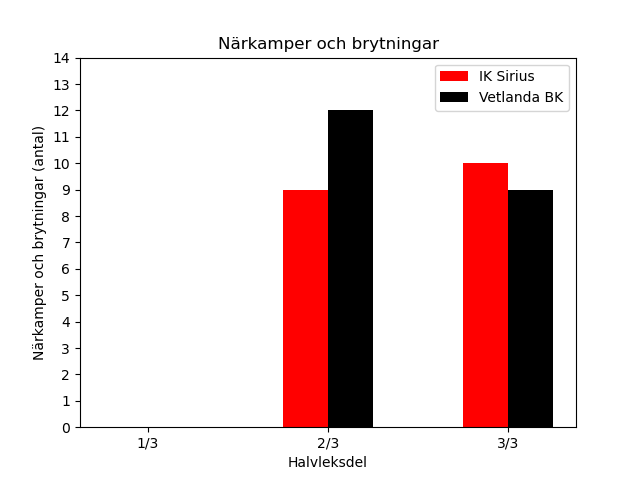 Närkamper och brytningar
14
13
12
11
10
9
8
7
6
5
4
3
2
1
0
Närkamper och brytningar (antal)
IK Sirius
Vetlanda BK
1/3 2/3 3/3
Halvleksdel